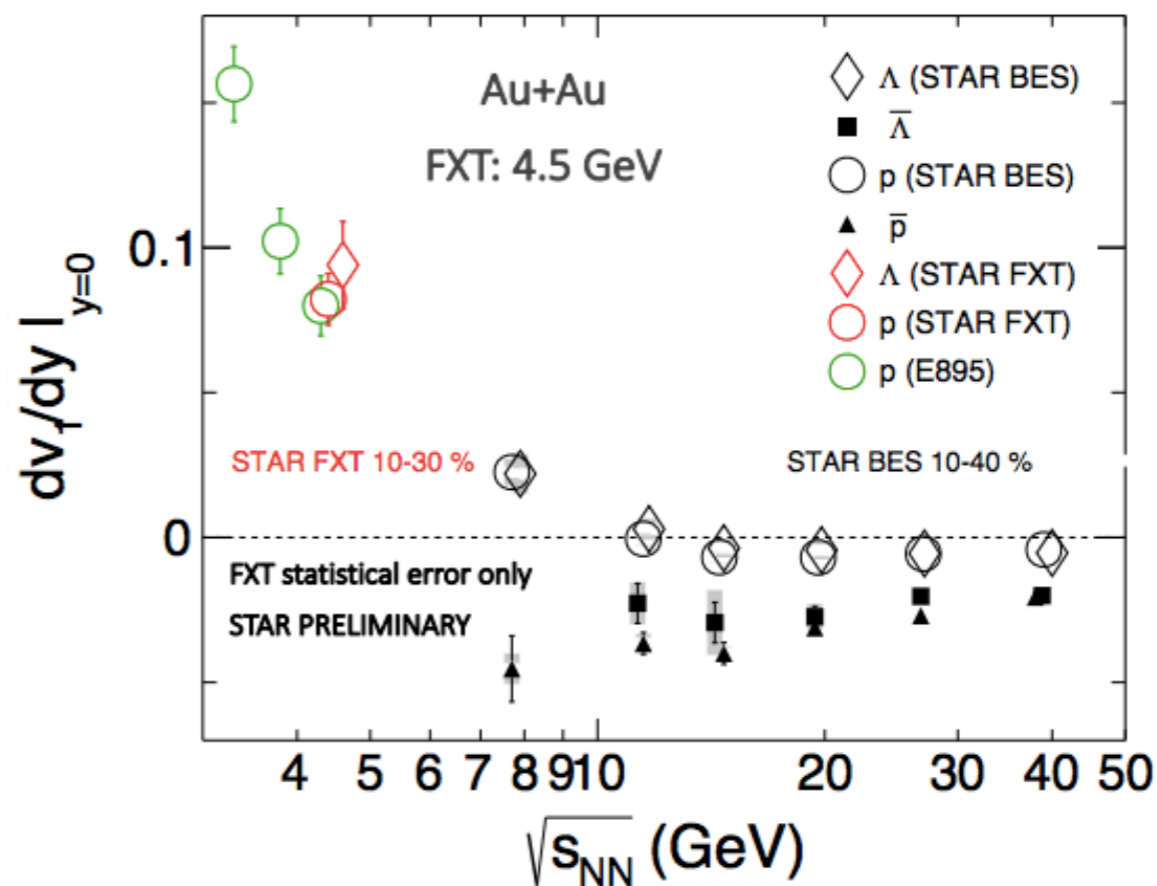 Au+Au
FXT: 4.5 GeV
Λ (STAR BES)
Λ̅
p (STAR BES)
p̅
Λ (STAR FXT)
p (STAR FXT)
p (E895)
0.1
0
dv₁/dy |y=0
STAR FXT 10-30 %
STAR BES 10-40 %
FXT statistical error only
STAR PRELIMINARY
4 5 6 7 8 9 10 20 30 40 50
√sNN (GeV)